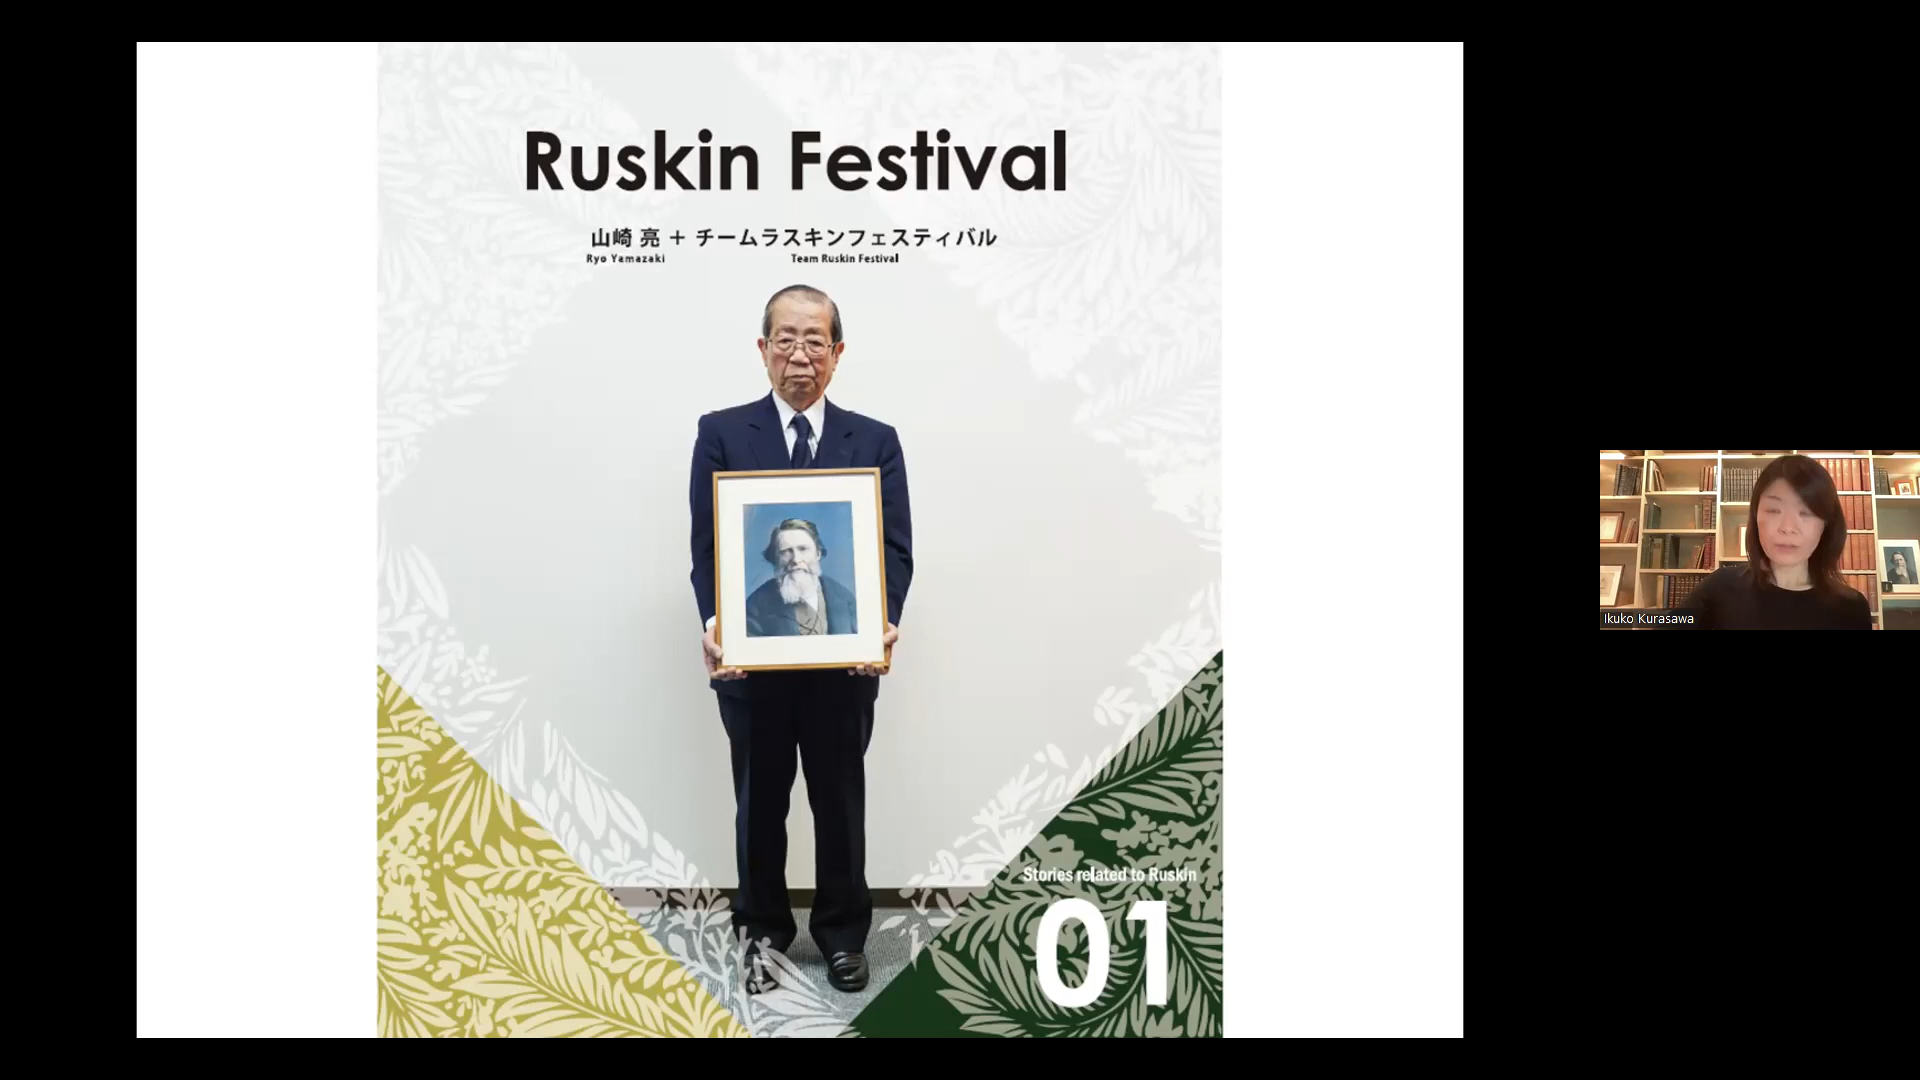 Ruskin Festival
山崎 亮 + チームラスキンフェスティバル
Ryo Yamazaki Team Ruskin Festival
Stories related to Ruskin
01
Ikuko Kurasawa